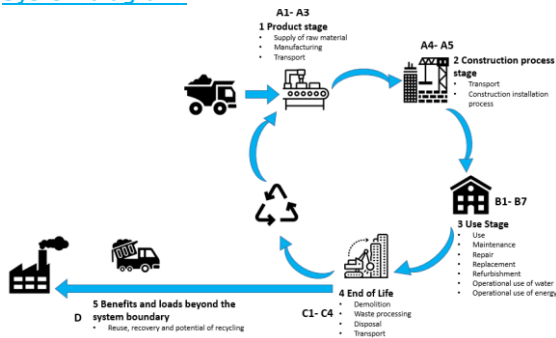 System diagram
A1- A3
1 Product stage
• Supply of raw material
• Manufacturing
• Transport
A4- A5
2 Construction process
stage
• Transport
• Construction installation
process
B1- B7
3 Use Stage
• Use
• Maintenance
• Repair
• Replacement
• Refurbishment
• Operational use of water
• Operational use of energy
4 End of Life
C1- C4
• Demolition
• Waste processing
• Disposal
• Transport
5 Benefits and loads beyond the
D
system boundary
• Reuse, recovery and potential of recycling